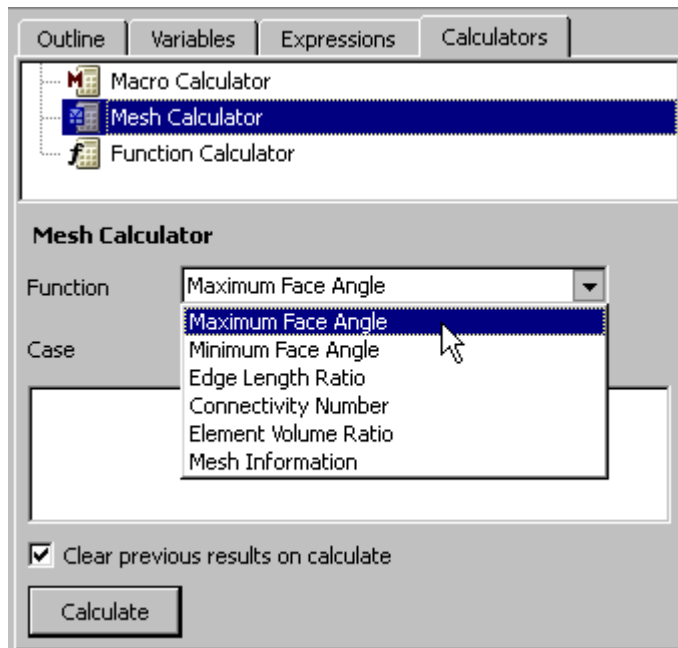 Outline Variables Expressions Calculators
M Macro Calculator
Mesh Calculator
f Function Calculator
Mesh Calculator
Function Maximum Face Angle
Maximum Face Angle
Case Minimum Face Angle
Edge Length Ratio
Connectivity Number
Element Volume Ratio
Mesh Information
Clear previous results on calculate
Calculate